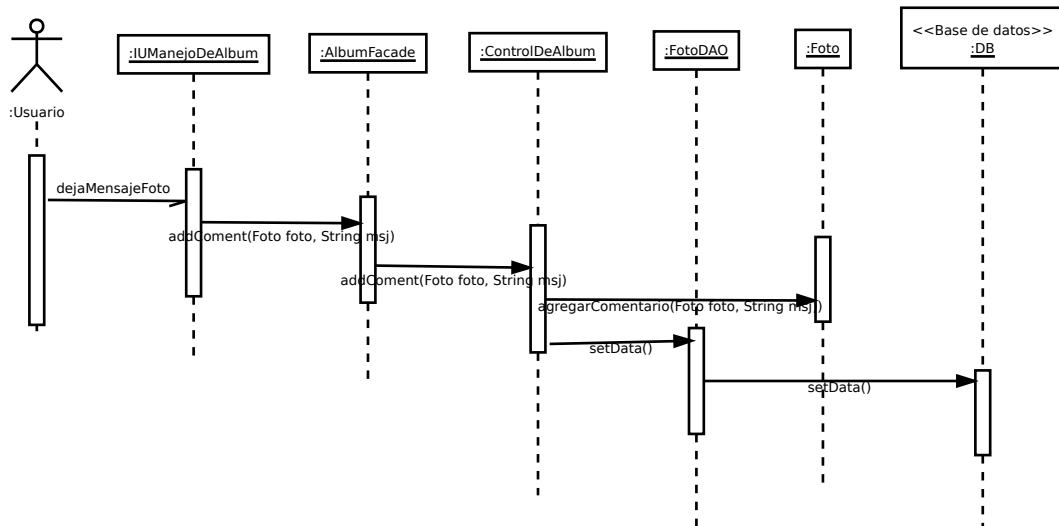 :IUManejoDeAlbum
:AlbumFacade
:ControlDeAlbum
:FotoDAO
:Foto
<<Base de datos>>
:DB
:Usuario
dejaMensajeFoto
addComent(Foto foto, String msj)
addComent(Foto foto, String msj)
agregarComentario(Foto foto, String msj)
setData()
setData()